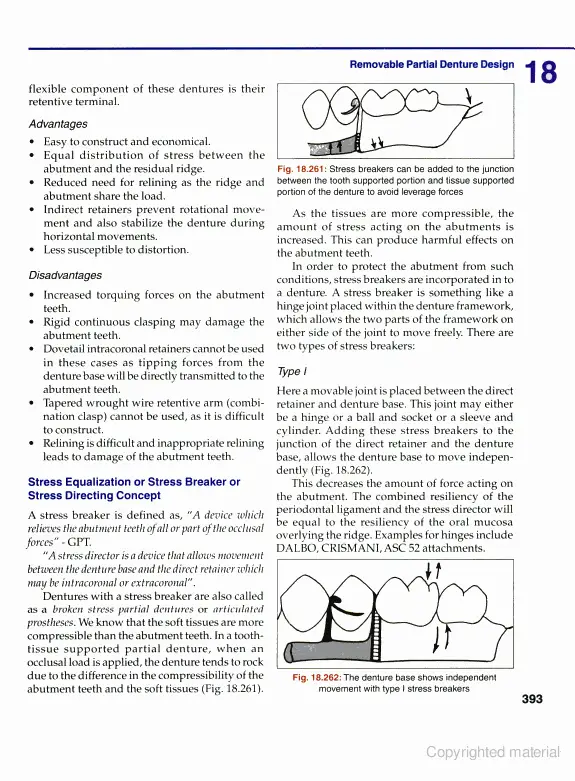 Removable Partial Denture Design
18
flexible component of these dentures is their
retentive terminal.
Advantages
• Easy to construct and economical.
• Equal distribution of stress between the
abutment and the residual ridge.
• Reduced need for relining as the ridge and
abutment share the load.
• Indirect retainers prevent rotational move-
ment and also stabilize the denture during
horizontal movements.
• Less susceptible to distortion.
Disadvantages
• Increased torquing forces on the abutment
teeth.
• Rigid continuous clasping may damage the
abutment teeth.
• Dovetail intracoronal retainers cannot be used
in these cases as tipping forces from the
denture base will be directly transmitted to the
abutment teeth.
• Tapered wrought wire retentive arm (combi-
nation clasp) cannot be used, as it is difficult
to construct.
• Relining is difficult and inappropriate relining
leads to damage of the abutment teeth.
Stress Equalization or Stress Breaker or
Stress Directing Concept
A stress breaker is defined as, "A device which
relieves the abutment teeth of all or part of the occlusal
forces" - GPT.
"A stress director is a device that allows movement
between the denture base and the direct retainer which
may be intracoronal or extracoronal".
Dentures with a stress breaker are also called
as a broken stress partial dentures or articulated
prostheses. We know that the soft tissues are more
compressible than the abutment teeth. In a tooth-
tissue supported partial denture, when an
occlusal load is applied, the denture tends to rock
due to the difference in the compressibility of the
abutment teeth and the soft tissues (Fig. 18.261).
Fig. 18.261: Stress breakers can be added to the junction
between the tooth supported portion and tissue supported
portion of the denture to avoid leverage forces
As the tissues are more compressible, the
amount of stress acting on the abutments is
increased. This can produce harmful effects on
the abutment teeth.
In order to protect the abutment from such
conditions, stress breakers are incorporated in to
a denture. A stress breaker is something like a
hinge joint placed within the denture framework,
which allows the two parts of the framework on
either side of the joint to move freely. There are
two types of stress breakers:
Type I
Here a movable joint is placed between the direct
retainer and denture base. This joint may either
be a hinge or a ball and socket or a sleeve and
cylinder. Adding these stress breakers to the
junction of the direct retainer and the denture
base, allows the denture base to move indepen-
dently (Fig. 18.262).
This decreases the amount of force acting on
the abutment. The combined resiliency of the
periodontal ligament and the stress director will
be equal to the resiliency of the oral mucosa
overlying the ridge. Examples for hinges include
DALBO, CRISMANI, ASC 52 attachments.
Fig. 18.262: The denture base shows independent
movement with type I stress breakers
393
Copyrighted material